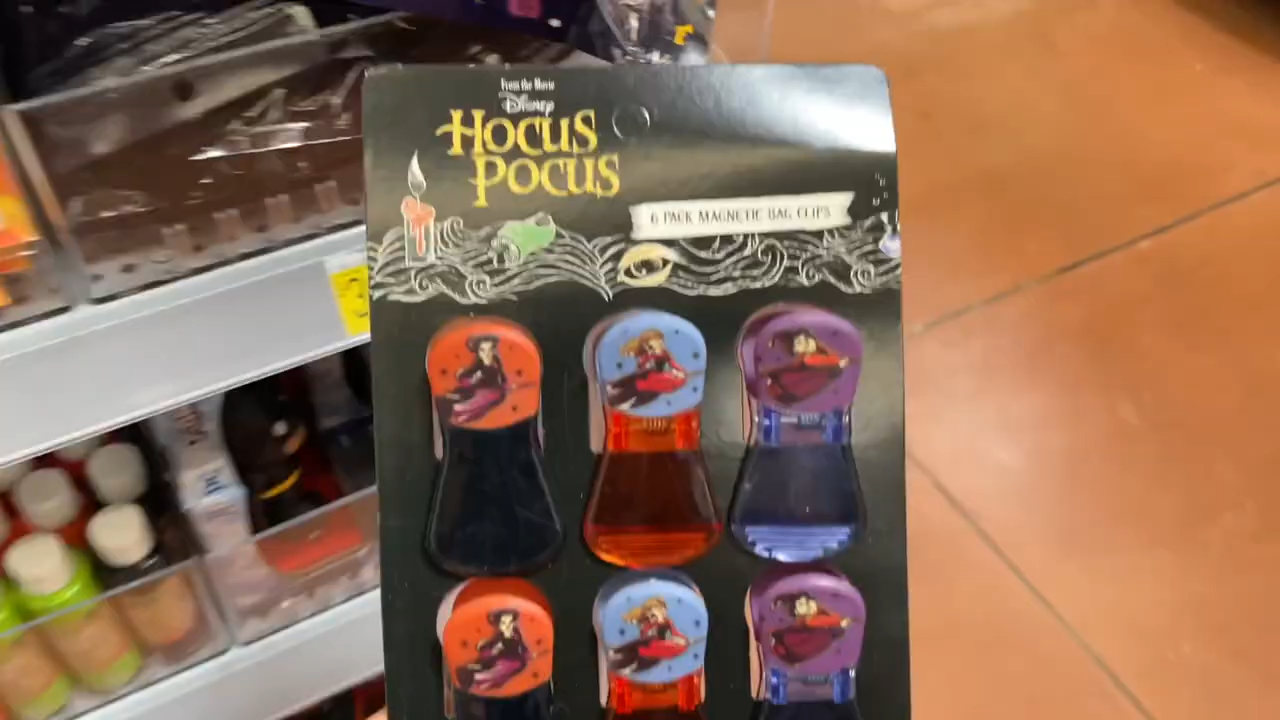 From the Movie
Disney
HOCUS
POCUS
6 PACK MAGNETIC BAG CLIPS